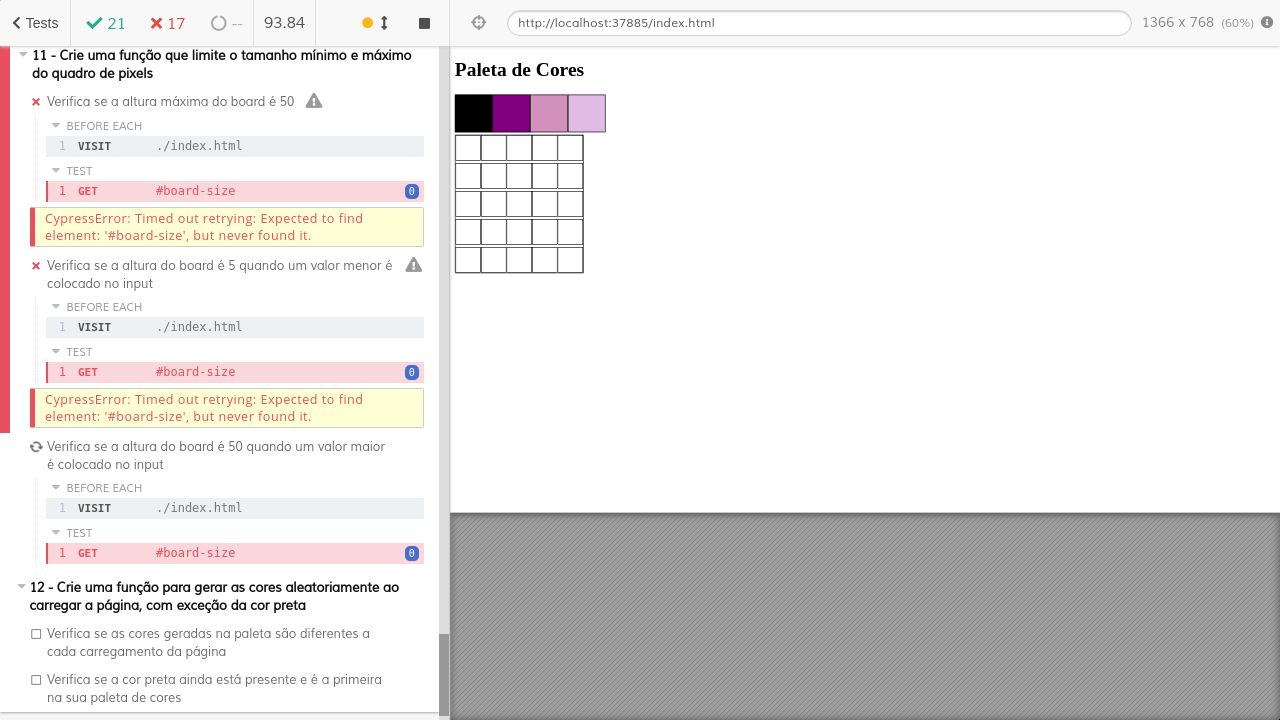 Tests
21
17
--
93.84
http://localhost:37885/index.html
1366 x 768 (60%)
11 - Crie uma função que limite o tamanho mínimo e máximo
do quadro de pixels
Verifica se a altura máxima do board é 50
BEFORE EACH
1 VISIT ./index.html
TEST
1 GET #board-size 0
CypressError: Timed out retrying: Expected to find
element: '#board-size', but never found it.
Verifica se a altura do board é 5 quando um valor menor é
colocado no input
BEFORE EACH
1 VISIT ./index.html
TEST
1 GET #board-size 0
CypressError: Timed out retrying: Expected to find
element: '#board-size', but never found it.
Verifica se a altura do board é 50 quando um valor maior
é colocado no input
BEFORE EACH
1 VISIT ./index.html
TEST
1 GET #board-size 0
12 - Crie uma função para gerar as cores aleatoriamente ao
carregar a página, com exceção da cor preta
Verifica se as cores geradas na paleta são diferentes a
cada carregamento da página
Verifica se a cor preta ainda está presente e é a primeira
na sua paleta de cores
Paleta de Cores